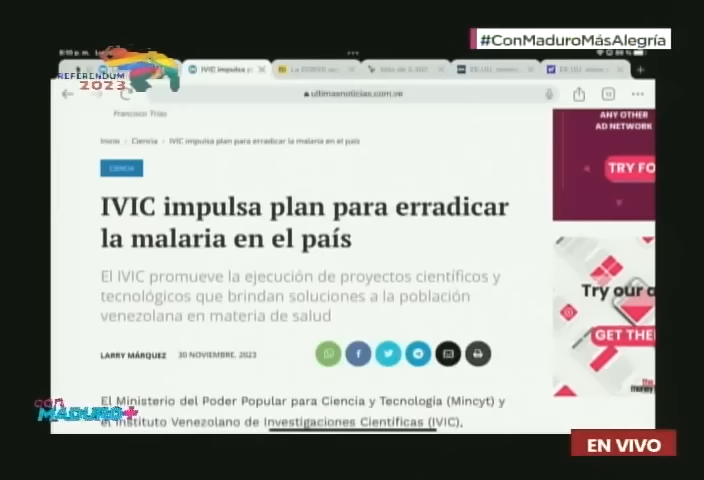 #ConMaduroMásAlegría
REFERENDUM
2023
IVIC impulsa
ultimasnoticias.com.ve
Francisco Trias
Inicio > Ciencia > IVIC impulsa plan para erradicar la malaria en el país
CIENCIA
IVIC impulsa plan para erradicar
la malaria en el país
El IVIC promueve la ejecución de proyectos científicos y
tecnológicos que brindan soluciones a la población
venezolana en materia de salud
LARRY MÁRQUEZ 30 NOVIEMBRE, 2023
El Ministerio del Poder Popular para Ciencia y Tecnología (Mincyt) y
el Instituto Venezolano de Investigaciones Científicas (IVIC),
ANY OTHER
AD NETWORK
TRY FO
Try our a
GET THE
con
MADURO+
EN VIVO